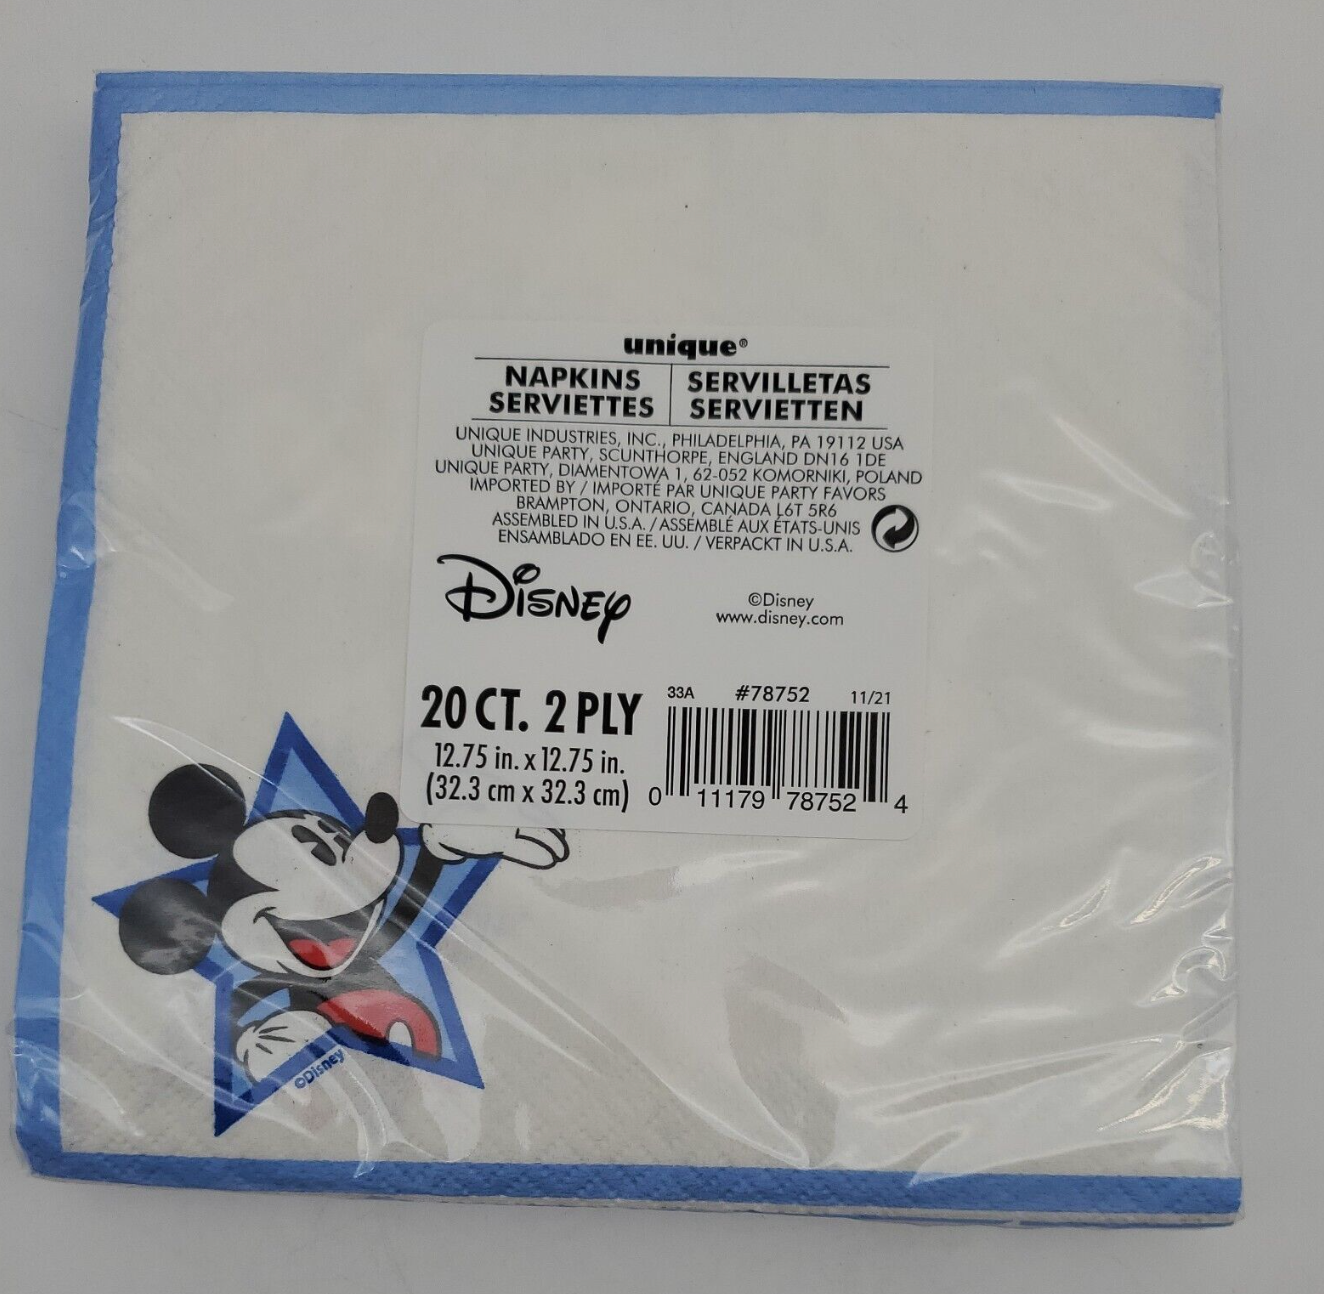 unique®
NAPKINS
SERVIETTES
SERVILLETAS
SERVIETTEN
UNIQUE INDUSTRIES, INC., PHILADELPHIA, PA 19112 USA
UNIQUE PARTY, SCUNTHORPE, ENGLAND DN16 1DE
UNIQUE PARTY, DIAMENTOWA 1, 62-052 KOMORNIKI, POLAND
IMPORTED BY / IMPORTÉ PAR UNIQUE PARTY FAVORS
BRAMPTON, ONTARIO, CANADA L6T 5R6
ASSEMBLED IN U.S.A. / ASSEMBLÉ AUX ÉTATS-UNIS
ENSAMBLADO EN EE. UU. / VERPACKT IN U.S.A.
Disney
©Disney
www.disney.com
20 CT. 2 PLY
12.75 in. x 12.75 in.
(32.3 cm x 32.3 cm)
33A #78752 11/21
0 11179 78752 4
©Disney